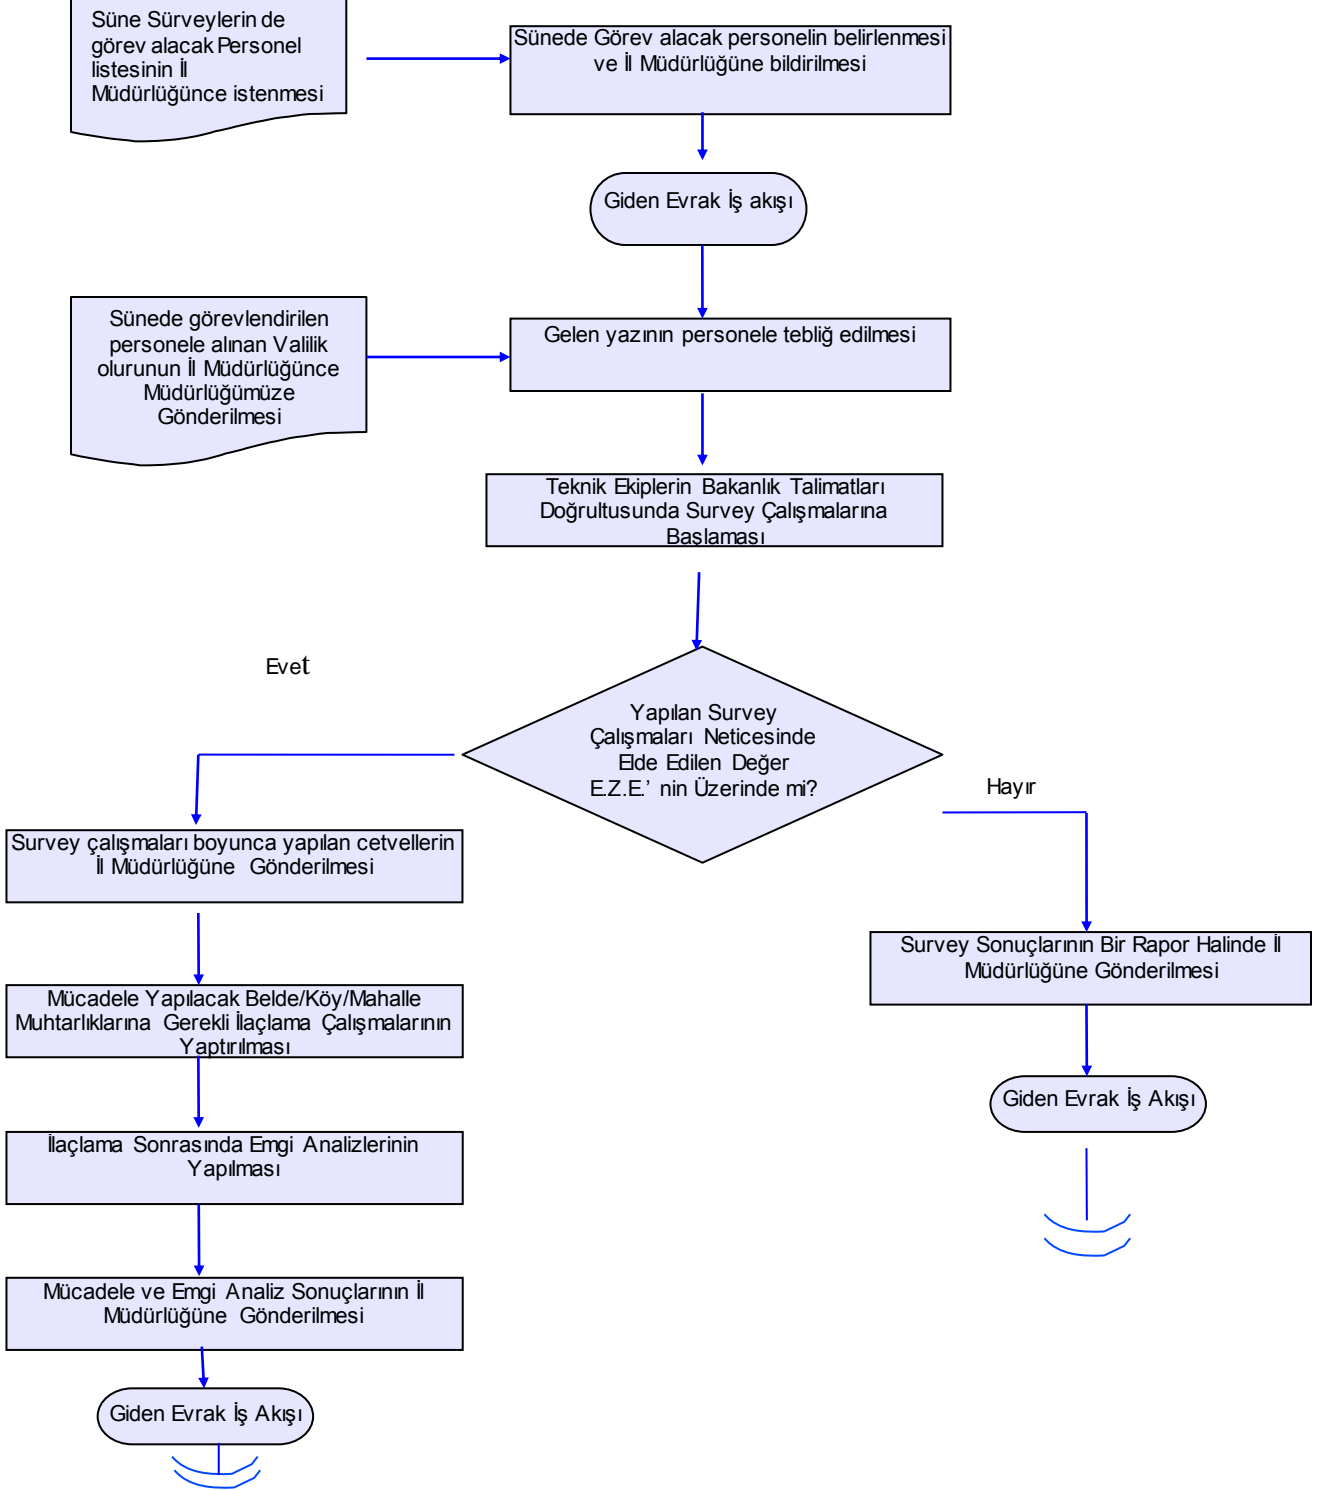 Süne Sürveylerin de
görev alacak Personel
listesinin İl
Müdürlüğünce istenmesi
Sünede Görev alacak personelin belirlenmesi
ve İl Müdürlüğüne bildirilmesi
Giden Evrak İş akışı
Sünede görevlendirilen
personele alınan Valilik
olurunun İl Müdürlüğünce
Müdürlüğümüze
Gönderilmesi
Gelen yazının personele tebliğ edilmesi
Teknik Ekiplerin Bakanlık Talimatları
Doğrultusunda Survey Çalışmalarına
Başlaması
Evet
Yapılan Survey
Çalışmaları Neticesinde
Elde Edilen Değer
E.Z.E.’ nin Üzerinde mi?
Hayır
Survey çalışmaları boyunca yapılan cetvellerin
İl Müdürlüğüne Gönderilmesi
Survey Sonuçlarının Bir Rapor Halinde İl
Müdürlüğüne Gönderilmesi
Mücadele Yapılacak Belde/Köy/Mahalle
Muhtarlıklarına Gerekli İlaçlama Çalışmalarının
Yaptırılması
Giden Evrak İş Akışı
İlaçlama Sonrasında Emgi Analizlerinin
Yapılması
Mücadele ve Emgi Analiz Sonuçlarının İl
Müdürlüğüne Gönderilmesi
Giden Evrak İş Akışı